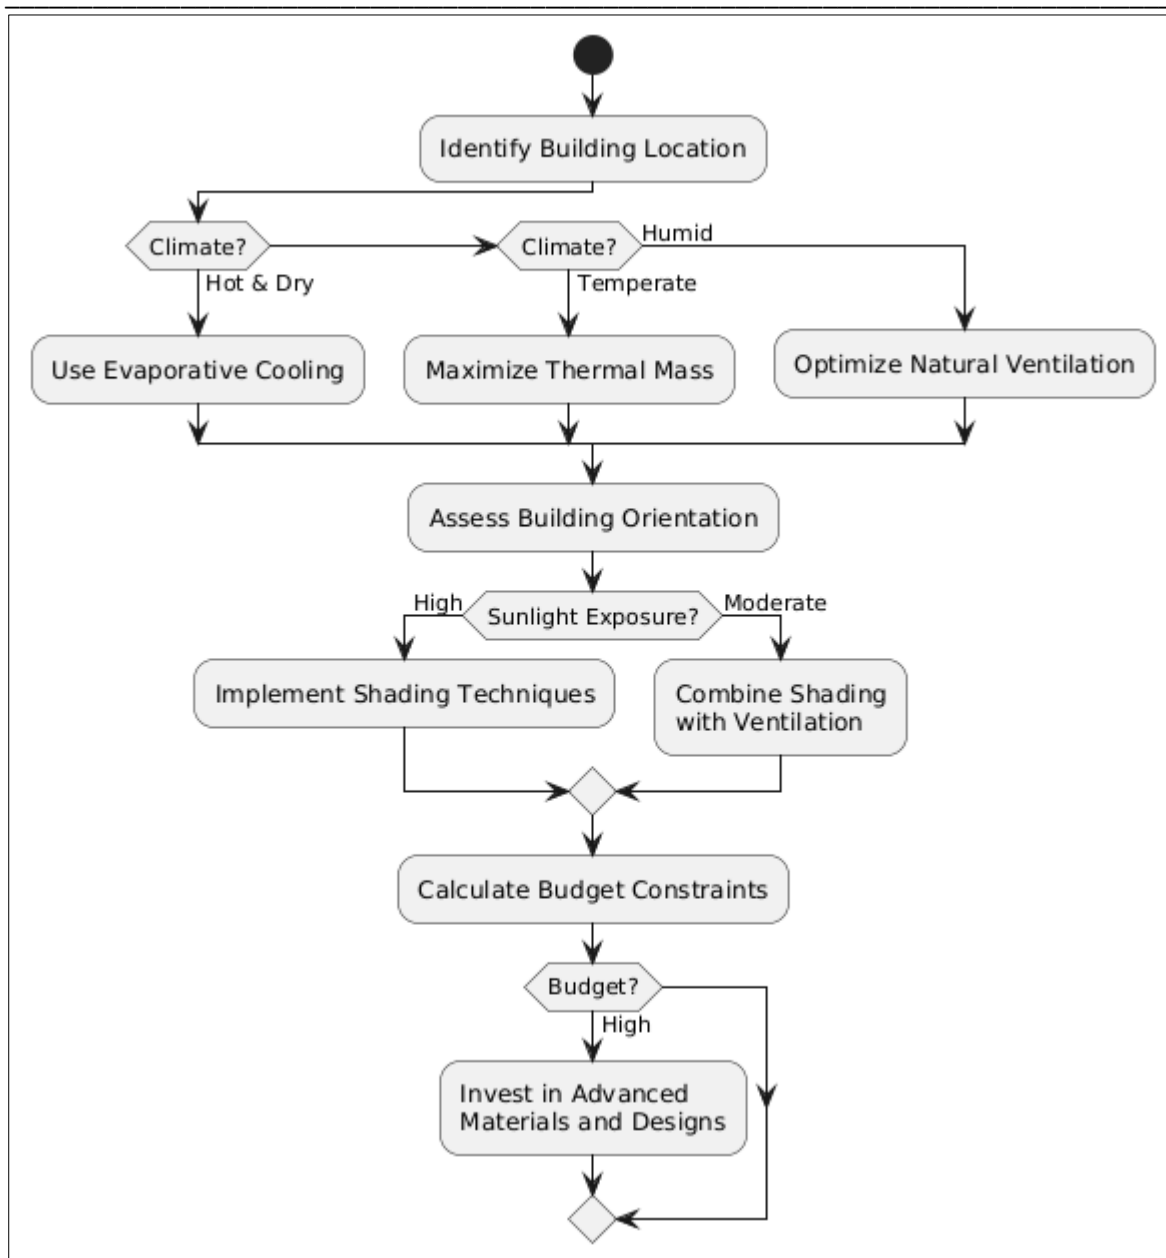 Identify Building Location
Climate?
Climate?
Humid
Hot & Dry
Temperate
Use Evaporative Cooling
Maximize Thermal Mass
Optimize Natural Ventilation
Assess Building Orientation
High
Sunlight Exposure?
Moderate
Implement Shading Techniques
Combine Shading
with Ventilation
Calculate Budget Constraints
Budget?
High
Invest in Advanced
Materials and Designs